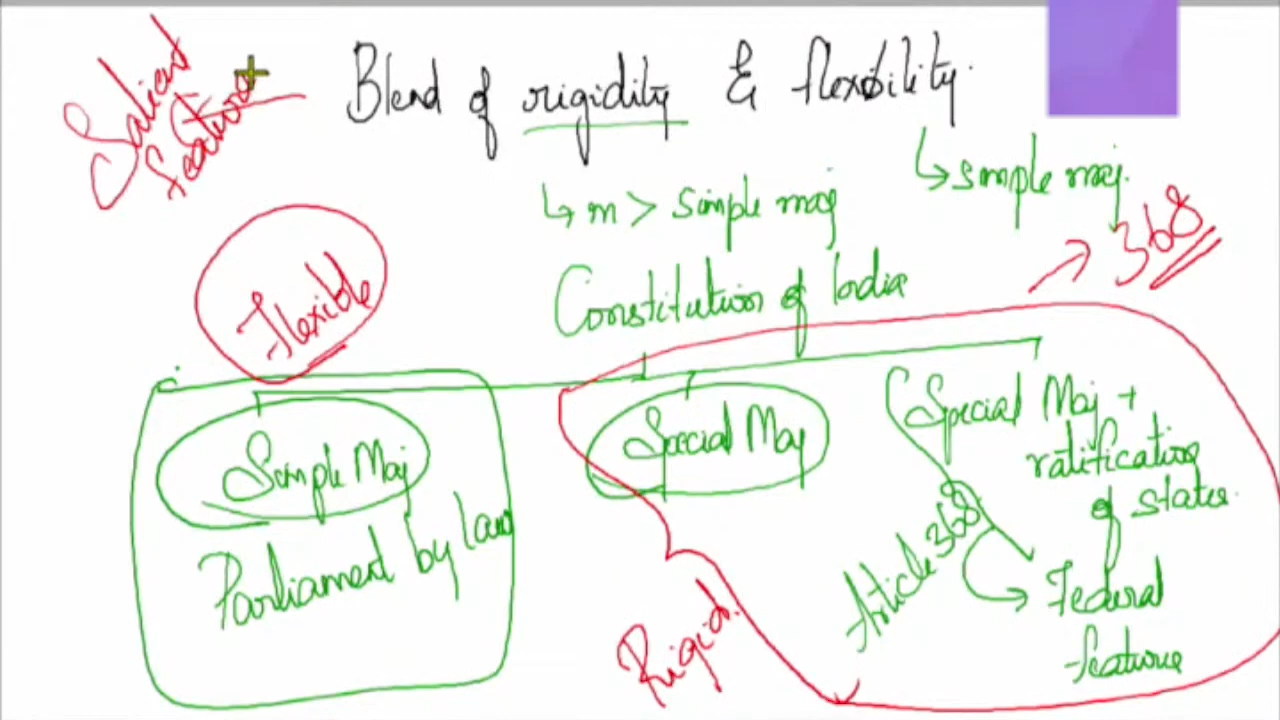 Salient
Features
Blend of rigidity & flexibility.
↳ m > simple maj
↳ simple maj.
368
Constitution of India
Flexible
Simple Maj
Parliament by law
Special Maj
Special Maj +
ratification
of states.
Article 368
Federal
features
Rigid.